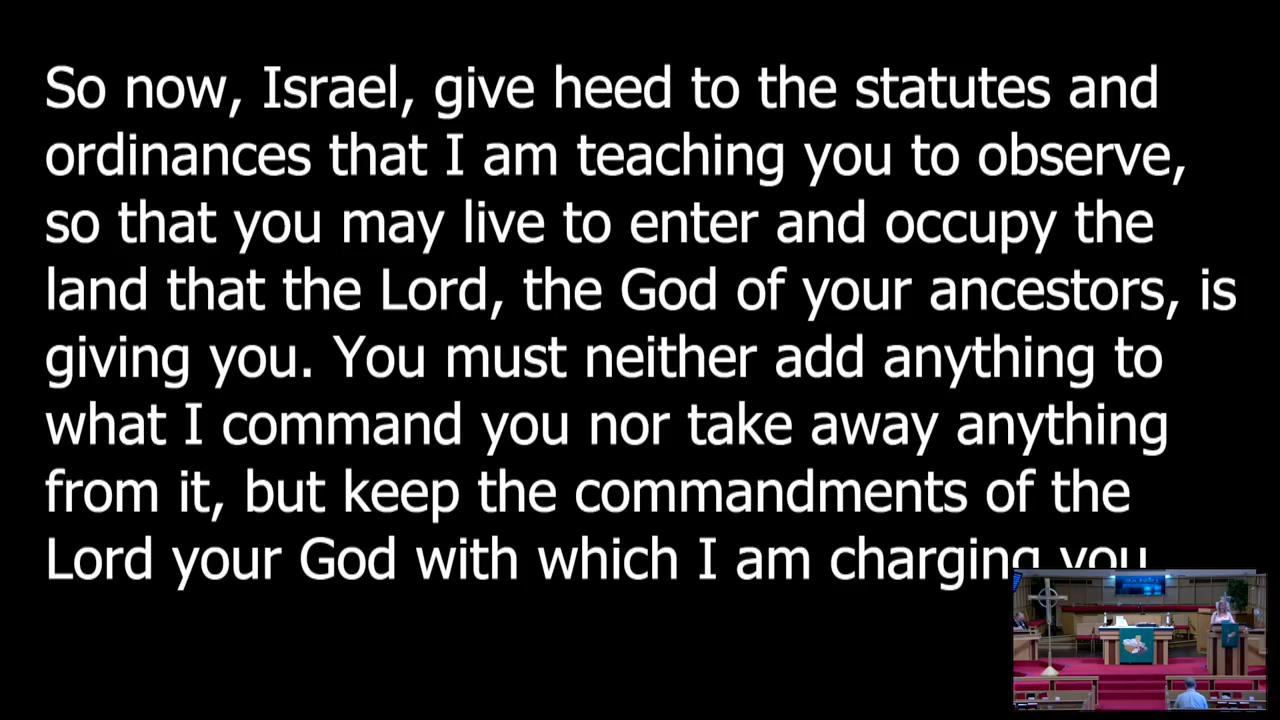 So now, Israel, give heed to the statutes and
ordinances that I am teaching you to observe,
so that you may live to enter and occupy the
land that the Lord, the God of your ancestors, is
giving you. You must neither add anything to
what I command you nor take away anything
from it, but keep the commandments of the
Lord your God with which I am charging you